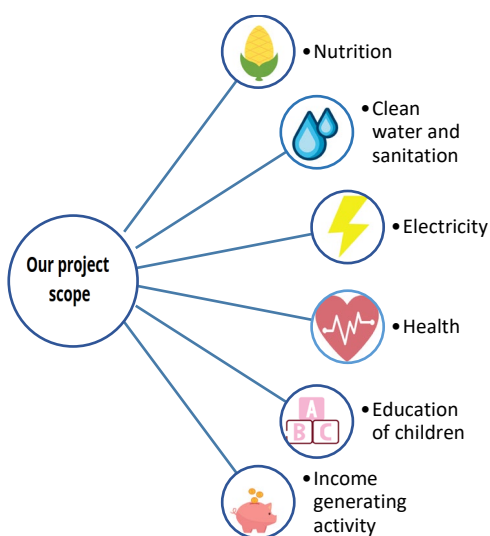 • Nutrition
• Clean
water and
sanitation
• Electricity
Our project
scope
• Health
• Education
of children
A
B C
• Income
generating
activity